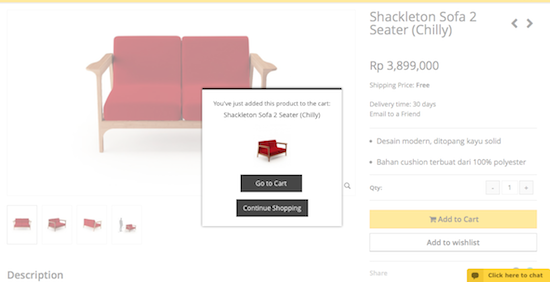 Shackleton Sofa 2
Seater (Chilly)
Rp 3,899,000
Shipping Price: Free
Delivery time: 30 days
Email to a Friend
Desain modern, ditopang kayu solid
Bahan cushion terbuat dari 100% polyester
Qty:
- 1 +
Add to Cart
Add to wishlist
Share
Click here to chat
You've just added this product to the cart:
Shackleton Sofa 2 Seater (Chilly)
Go to Cart
Continue Shopping
Description